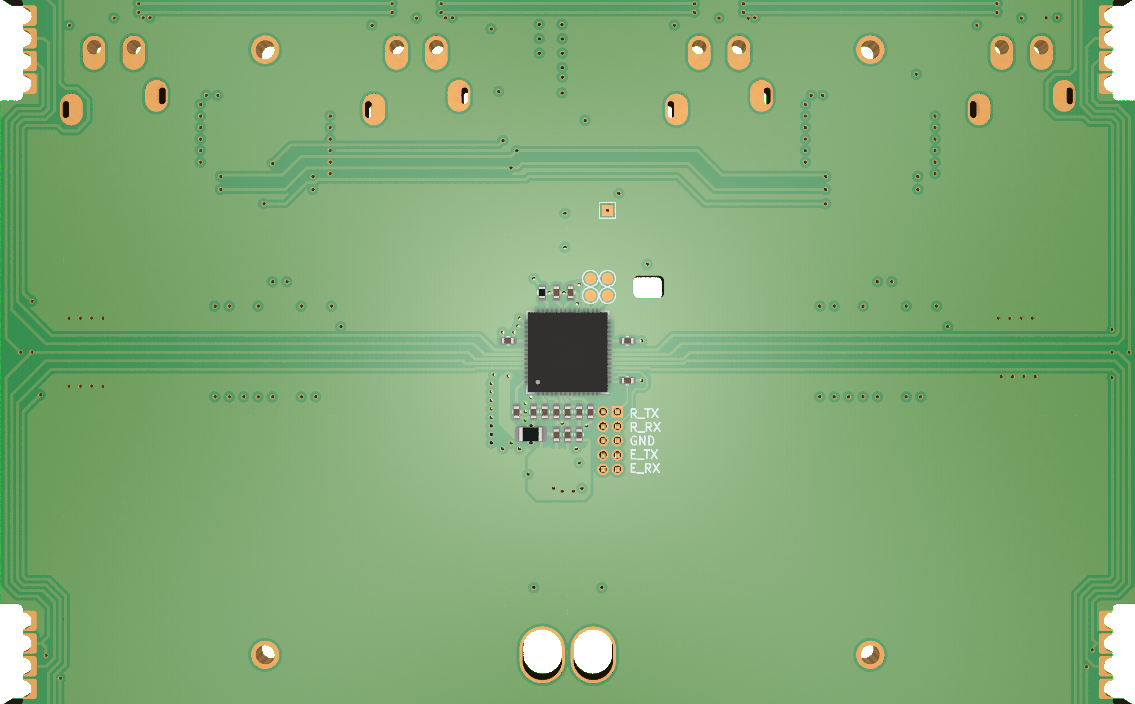 R_TX
R_RX
GND
E_TX
E_RX